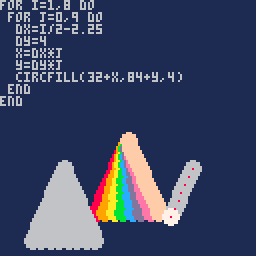 FOR I=1,8 DO
FOR J=0,9 DO
DX=I/2-2.25
DY=4
X=DX*J
Y=DY*J
CIRCFILL(32+X,84+Y,4)
END
END